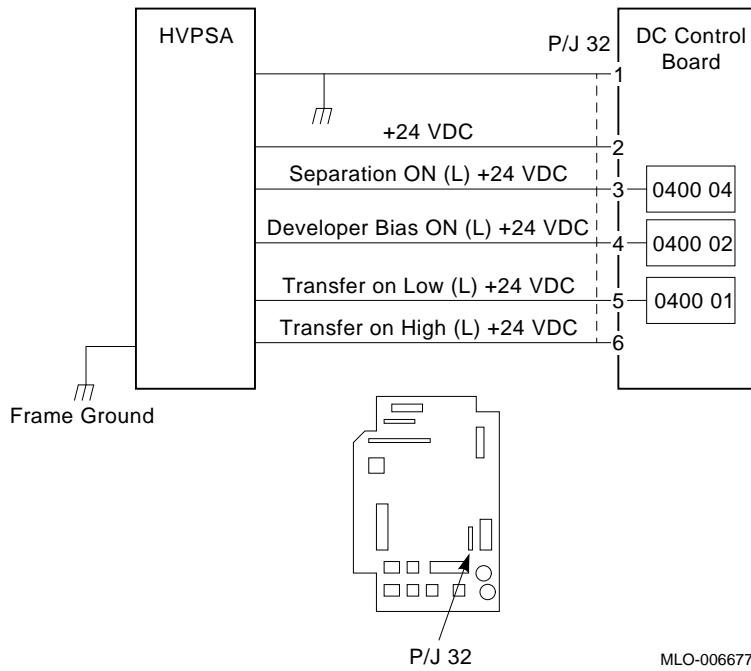 HVPSA
P/J 32
DC Control
Board
1
+24 VDC
2
Separation ON (L) +24 VDC
3
0400 04
Developer Bias ON (L) +24 VDC
4
0400 02
Transfer on Low (L) +24 VDC
5
0400 01
Transfer on High (L) +24 VDC
6
Frame Ground
P/J 32
MLO-006677